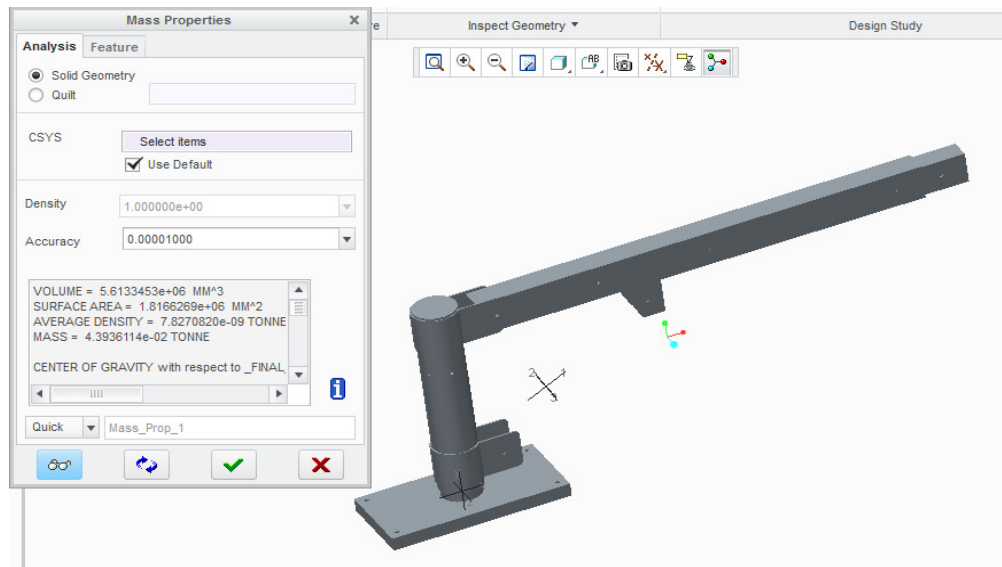 Mass Properties
re
Inspect Geometry
Design Study
Analysis Feature
Solid Geometry
Quilt
CSYS
Select items
Use Default
Density
1.000000e+00
Accuracy
0.00001000
VOLUME = 5.6133453e+06 MM^3
SURFACE AREA = 1.8166269e+06 MM^2
AVERAGE DENSITY = 7.8270820e-09 TONNE
MASS = 4.3936114e-02 TONNE
CENTER OF GRAVITY with respect to _FINAL_
Quick Mass_Prop_1